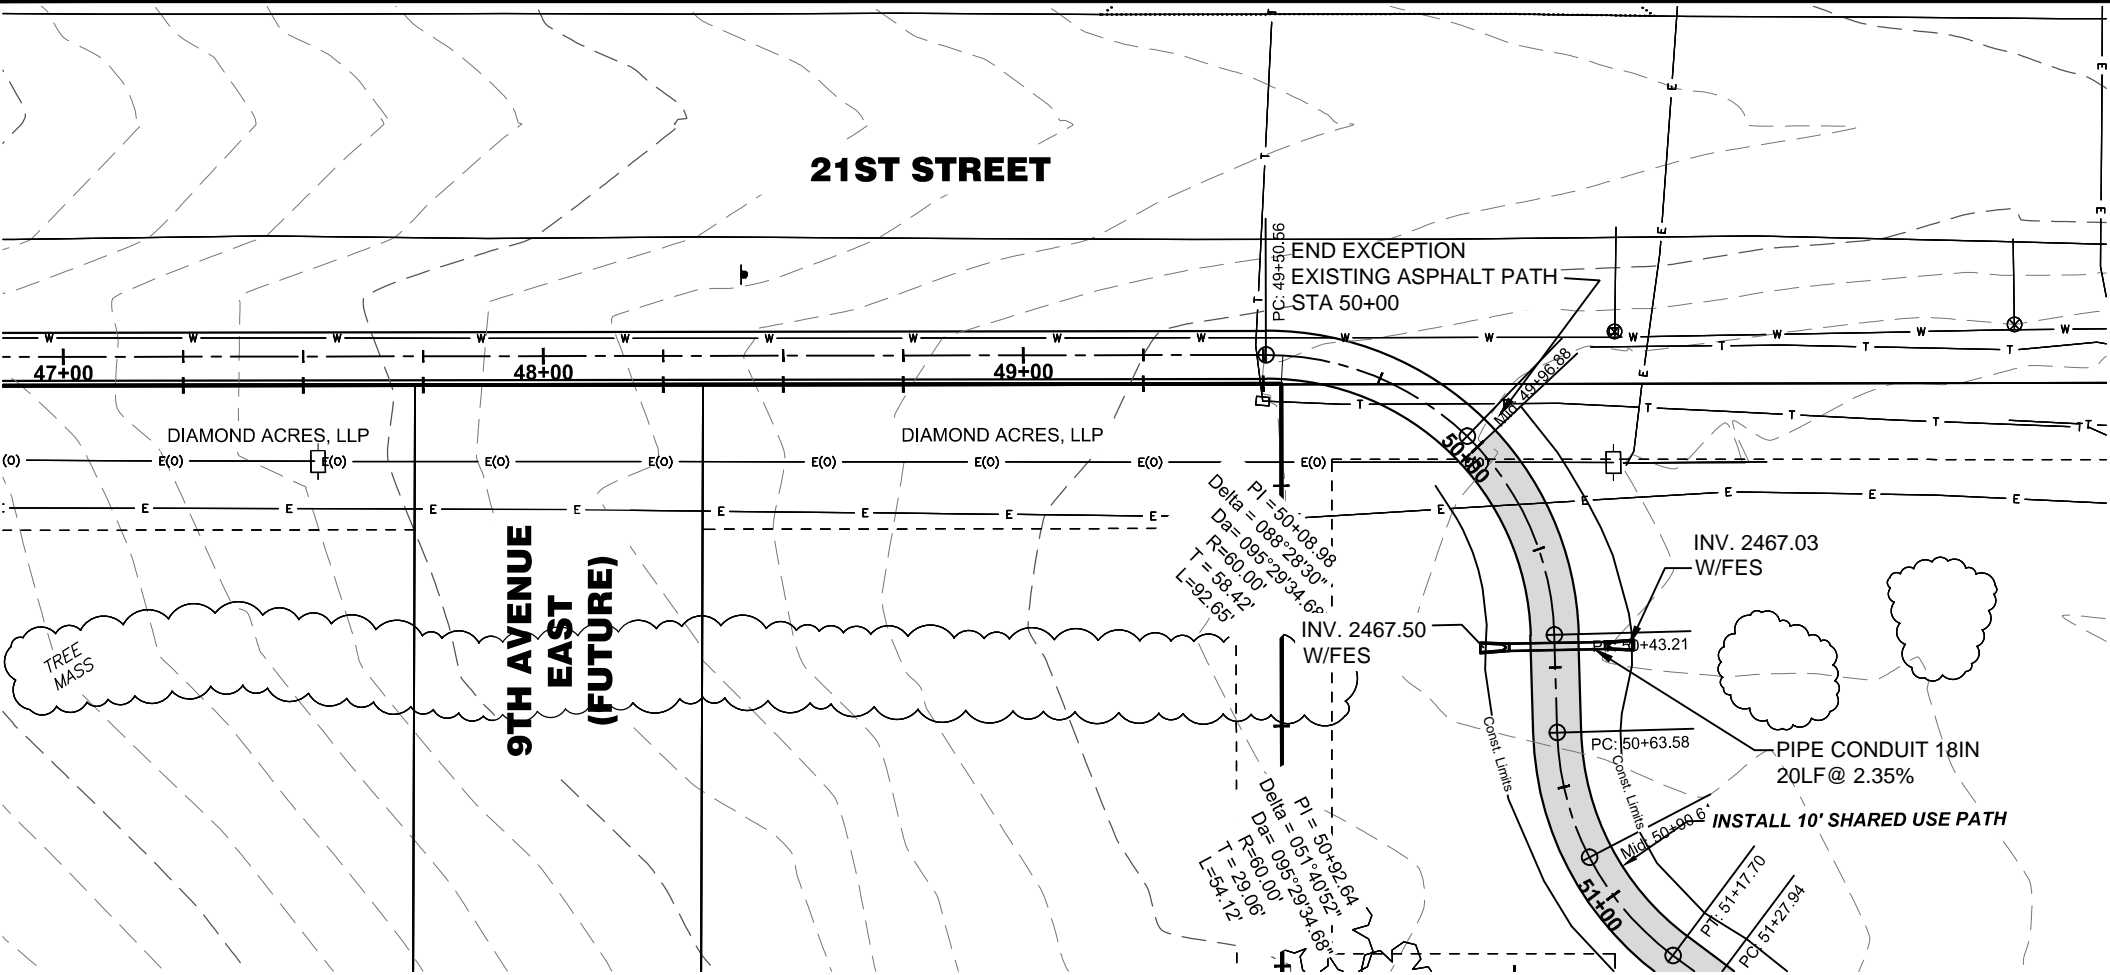 21ST STREET
PC: 49+50.56
END EXCEPTION
EXISTING ASPHALT PATH
STA 50+00
Mid: 49+96.88
W W W W W W W W W W W W W W W
T T T
47+00 48+00 49+00
50+00
DIAMOND ACRES, LLP
DIAMOND ACRES, LLP
E(O) E(O) E(O) E(O) E(O) E(O) E(O) E(O)
E E E E E E E E E E E E
T T T T T
PI = 50+08.98
Delta = 088°28'30"
Da= 095°29'34.68"
R=60.00'
T = 58.42'
L=92.65'
INV. 2467.03
W/FES
INV. 2467.50
W/FES
9TH AVENUE
EAST
(FUTURE)
TREE
MASS
PC: 50+63.58
Const. Limits
Const. Limits
PIPE CONDUIT 18IN
20LF@ 2.35%
INSTALL 10' SHARED USE PATH
PI = 50+92.64
Delta = 051°40'52"
Da= 095°29'34.68"
R=60.00'
T = 29.06'
L=54.12'
51+00
PT: 51+17.70
PC: 51+27.94